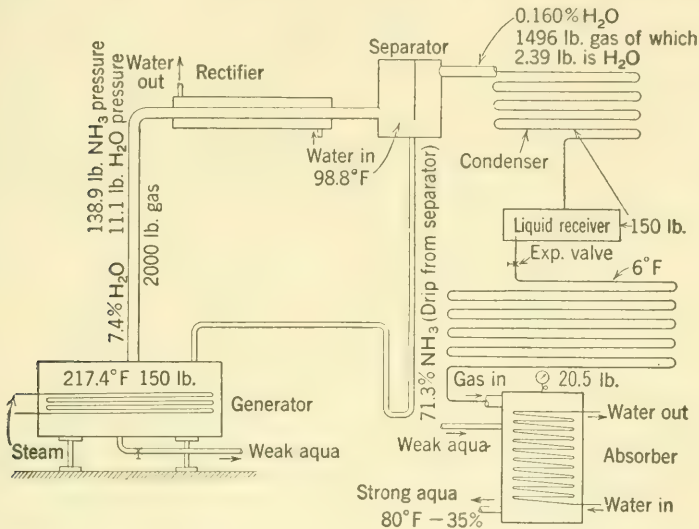 0.160% H₂O
1496 lb. gas of which
2.39 lb. is H₂O
Separator
Water
out
Rectifier
138.9 lb. NH₃ pressure
11.1 lb. H₂O pressure
7.4% H₂O
2000 lb. gas
Water in
98.8°F
Condenser
71.3% NH₃ (Drip from separator)
Liquid receiver
150 lb.
Exp. valve
6°F
217.4°F 150 lb.
Generator
Steam
Weak aqua
Gas in
20.5 lb.
Water out
Weak aqua
Absorber
Strong aqua
80°F – 35%
Water in